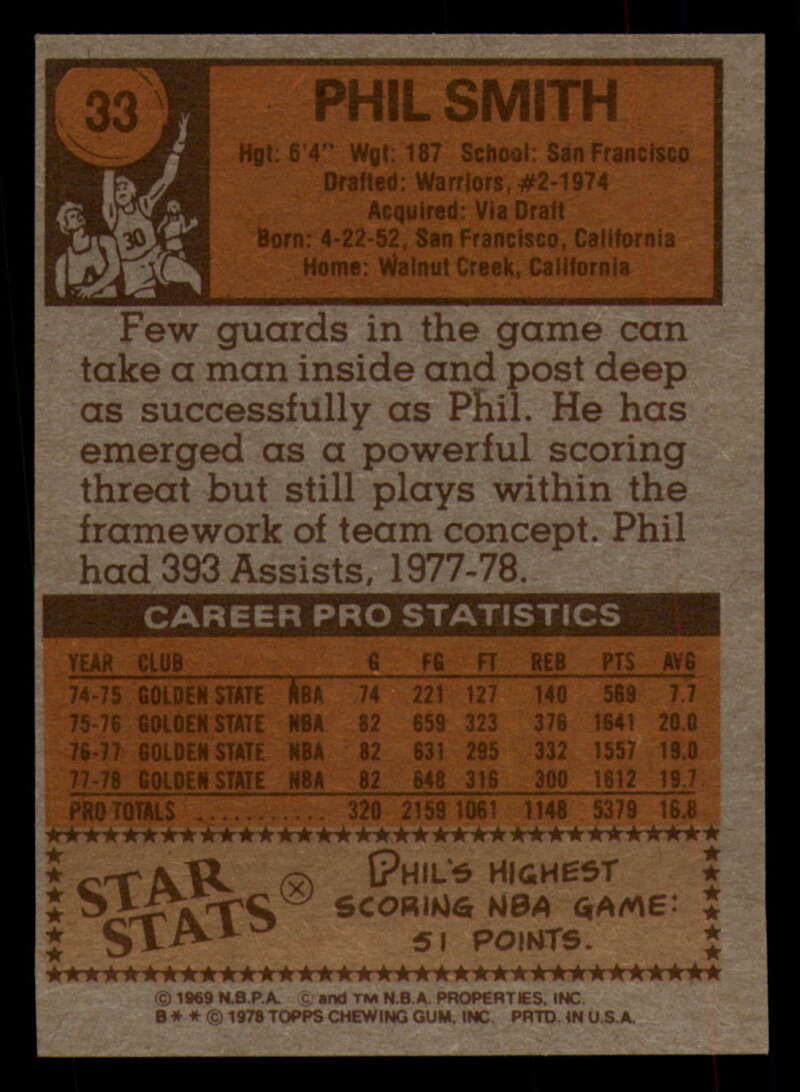 33
PHIL SMITH
Hgt: 6'4" Wgt: 187 School: San Francisco
Drafted: Warriors, #2-1974
Acquired: Via Draft
Born: 4-22-52, San Francisco, California
Home: Walnut Creek, California
30
Few guards in the game can
take a man inside and post deep
as successfully as Phil. He has
emerged as a powerful scoring
threat but still plays within the
framework of team concept. Phil
had 393 Assists, 1977-78.
CAREER PRO STATISTICS
YEAR CLUB G FG FT REB PTS AVG
74-75 GOLDEN STATE NBA 74 221 127 140 569 7.7
75-76 GOLDEN STATE NBA 82 659 323 376 1641 20.0
76-77 GOLDEN STATE NBA 82 631 295 332 1557 19.0
77-78 GOLDEN STATE NBA 82 648 316 300 1612 19.7
PRO TOTALS ........... 320 2159 1061 1148 5379 16.8
STAR STATS
PHIL'S HIGHEST
SCORING NBA GAME:
51 POINTS.
© 1969 N.B.P.A. © and TM N.B.A. PROPERTIES, INC.
B * * © 1978 TOPPS CHEWING GUM, INC. PRTD. IN U.S.A.